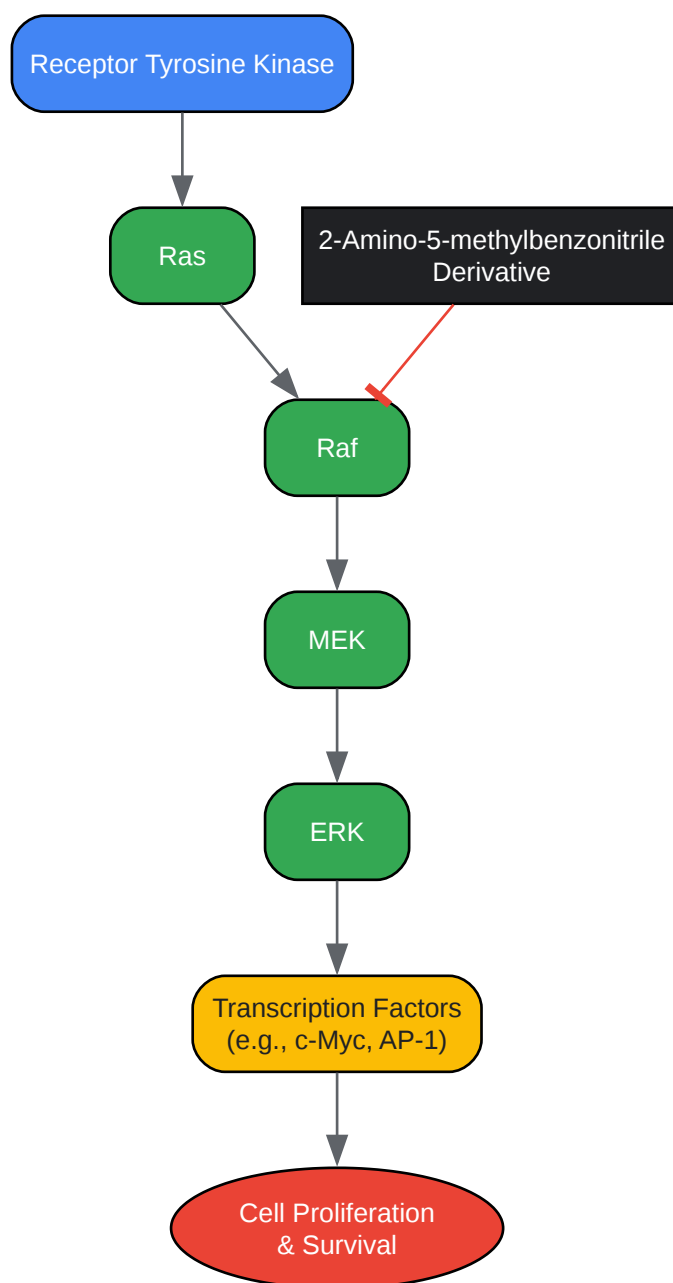 Receptor Tyrosine Kinase
Ras
2-Amino-5-methylbenzonitrile
Derivative
Raf
MEK
ERK
Transcription Factors
(e.g., c-Myc, AP-1)
Cell Proliferation
& Survival